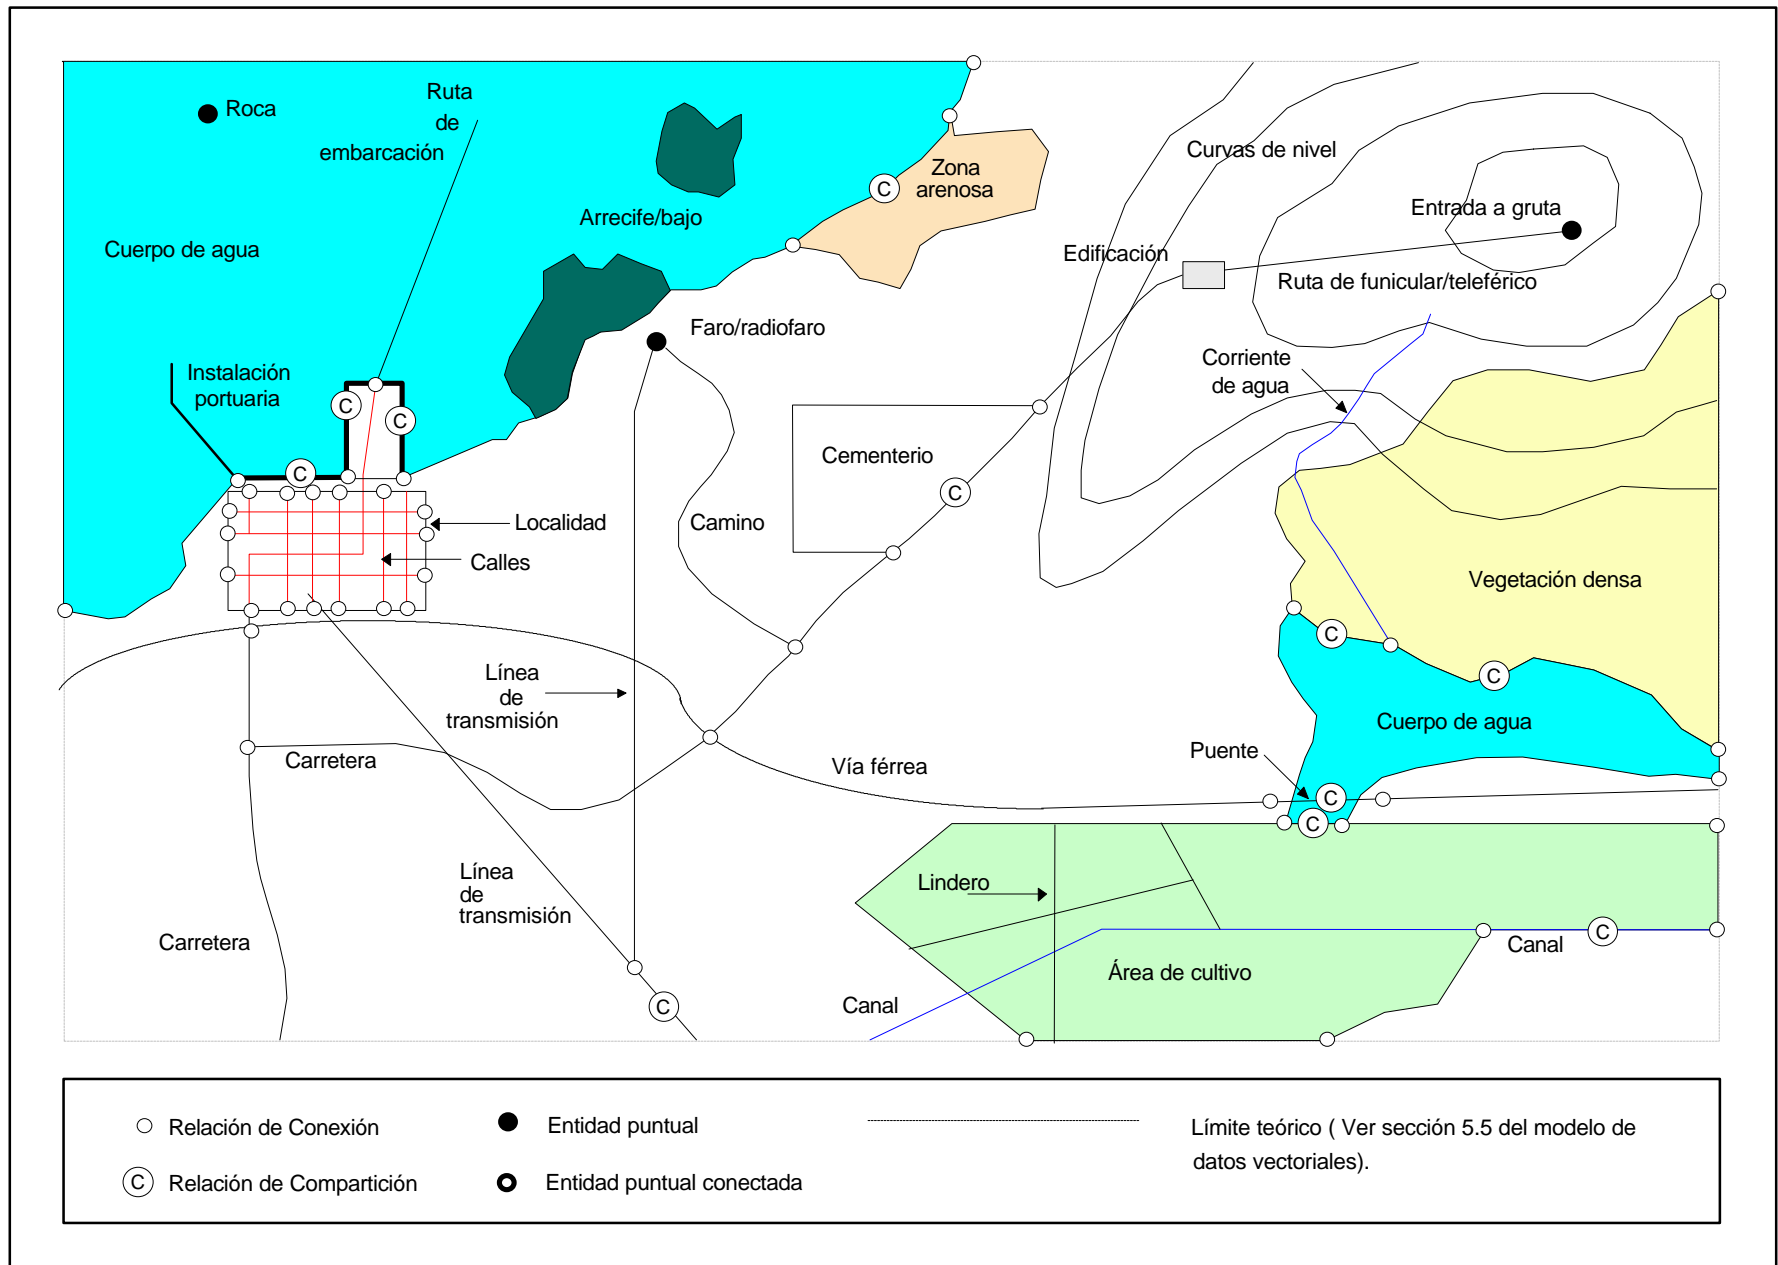 Ruta
de
embarcación
Roca
Curvas de nivel
Zona
arenosa
C
Arrecife/bajo
Entrada a gruta
Cuerpo de agua
Edificación
Ruta de funicular/teleférico
Faro/radiofaro
Corriente
de agua
Instalación
portuaria
C
C
Cementerio
C
C
Localidad
Camino
Calles
Vegetación densa
C
C
Línea
de
transmisión
Cuerpo de agua
Puente
Carretera
Vía férrea
C
C
Línea
de
transmisión
Lindero
Carretera
Canal
C
Área de cultivo
Canal
C
Relación de Conexión
Entidad puntual
Límite teórico ( Ver sección 5.5 del modelo de
datos vectoriales).
C
Relación de Compartición
Entidad puntual conectada